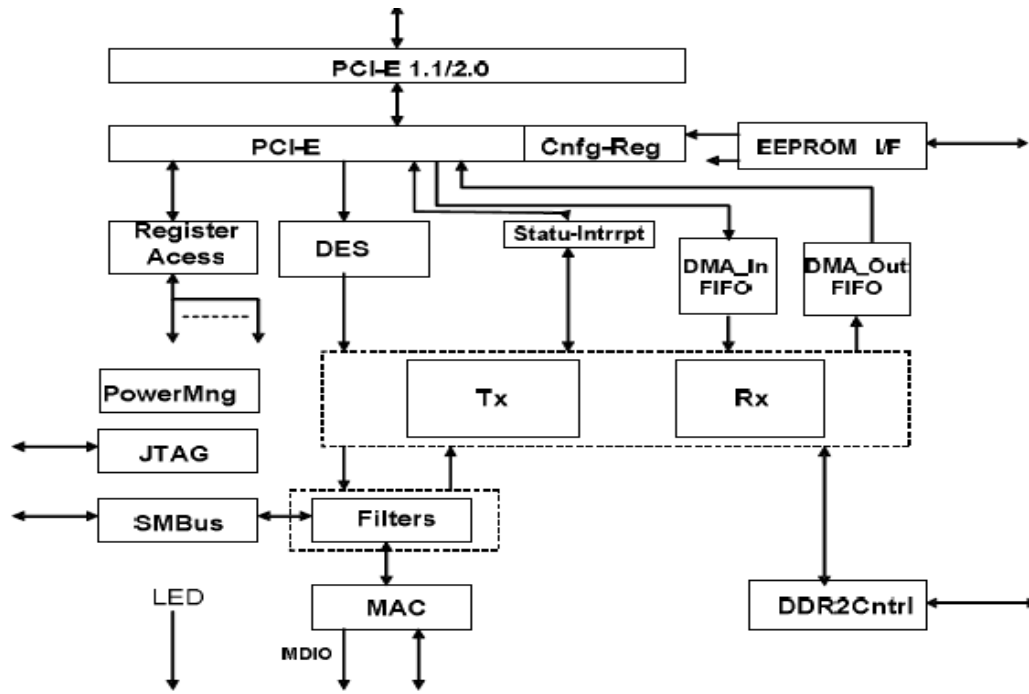 PCI-E 1.1/2.0
PCI-E
Cnfg-Reg
EEPROM I/F
Register
Acess
DES
Statu-Intrrpt
DMA_In
FIFO
DMA_Out
FIFO
PowerMng
Tx
Rx
JTAG
SMBus
Filters
LED
MAC
DDR2Cntrl
MDIO